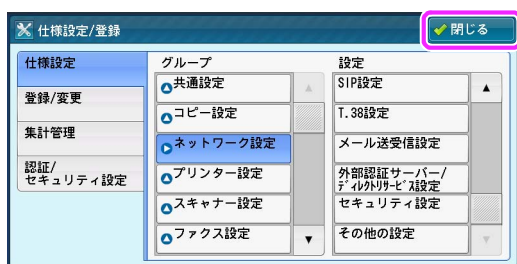 仕様設定/登録
閉じる
仕様設定
登録/変更
集計管理
認証/
セキュリティ設定
グループ
共通設定
コピー設定
ネットワーク設定
プリンター設定
スキャナー設定
ファクス設定
設定
SIP設定
T.38設定
メール送受信設定
外部認証サーバー/
ディレクトリサービス設定
セキュリティ設定
その他の設定